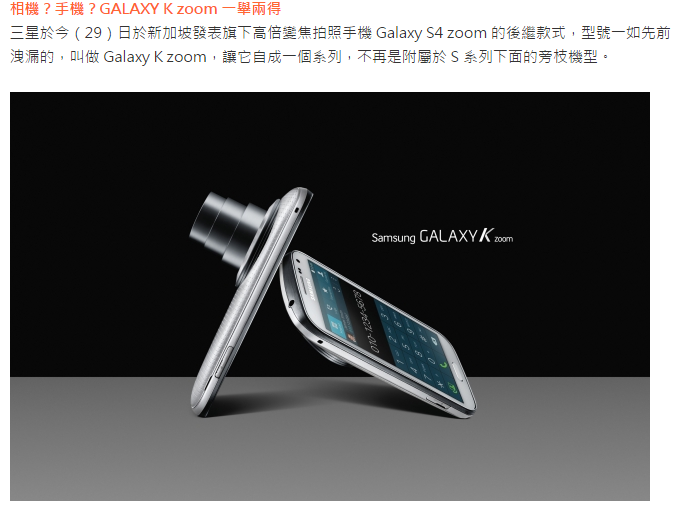 相機？手機？GALAXY K zoom 一舉兩得
三星於今（29）日於新加坡發表旗下高倍變焦拍照手機 Galaxy S4 zoom 的後繼款式，型號一如先前
洩漏的，叫做 Galaxy K zoom，讓它自成一個系列，不再是附屬於 S 系列下面的旁枝機型。
Samsung GALAXY K zoom
010-1234-5678